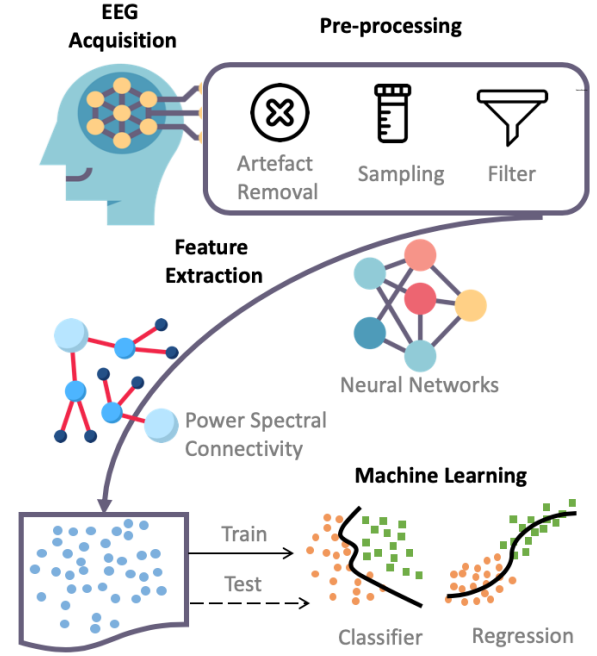 EEG
Acquisition
Pre-processing
Artefact
Removal
Sampling
Filter
Feature
Extraction
Neural Networks
Power Spectral
Connectivity
Machine Learning
Train
Test
Classifier
Regression